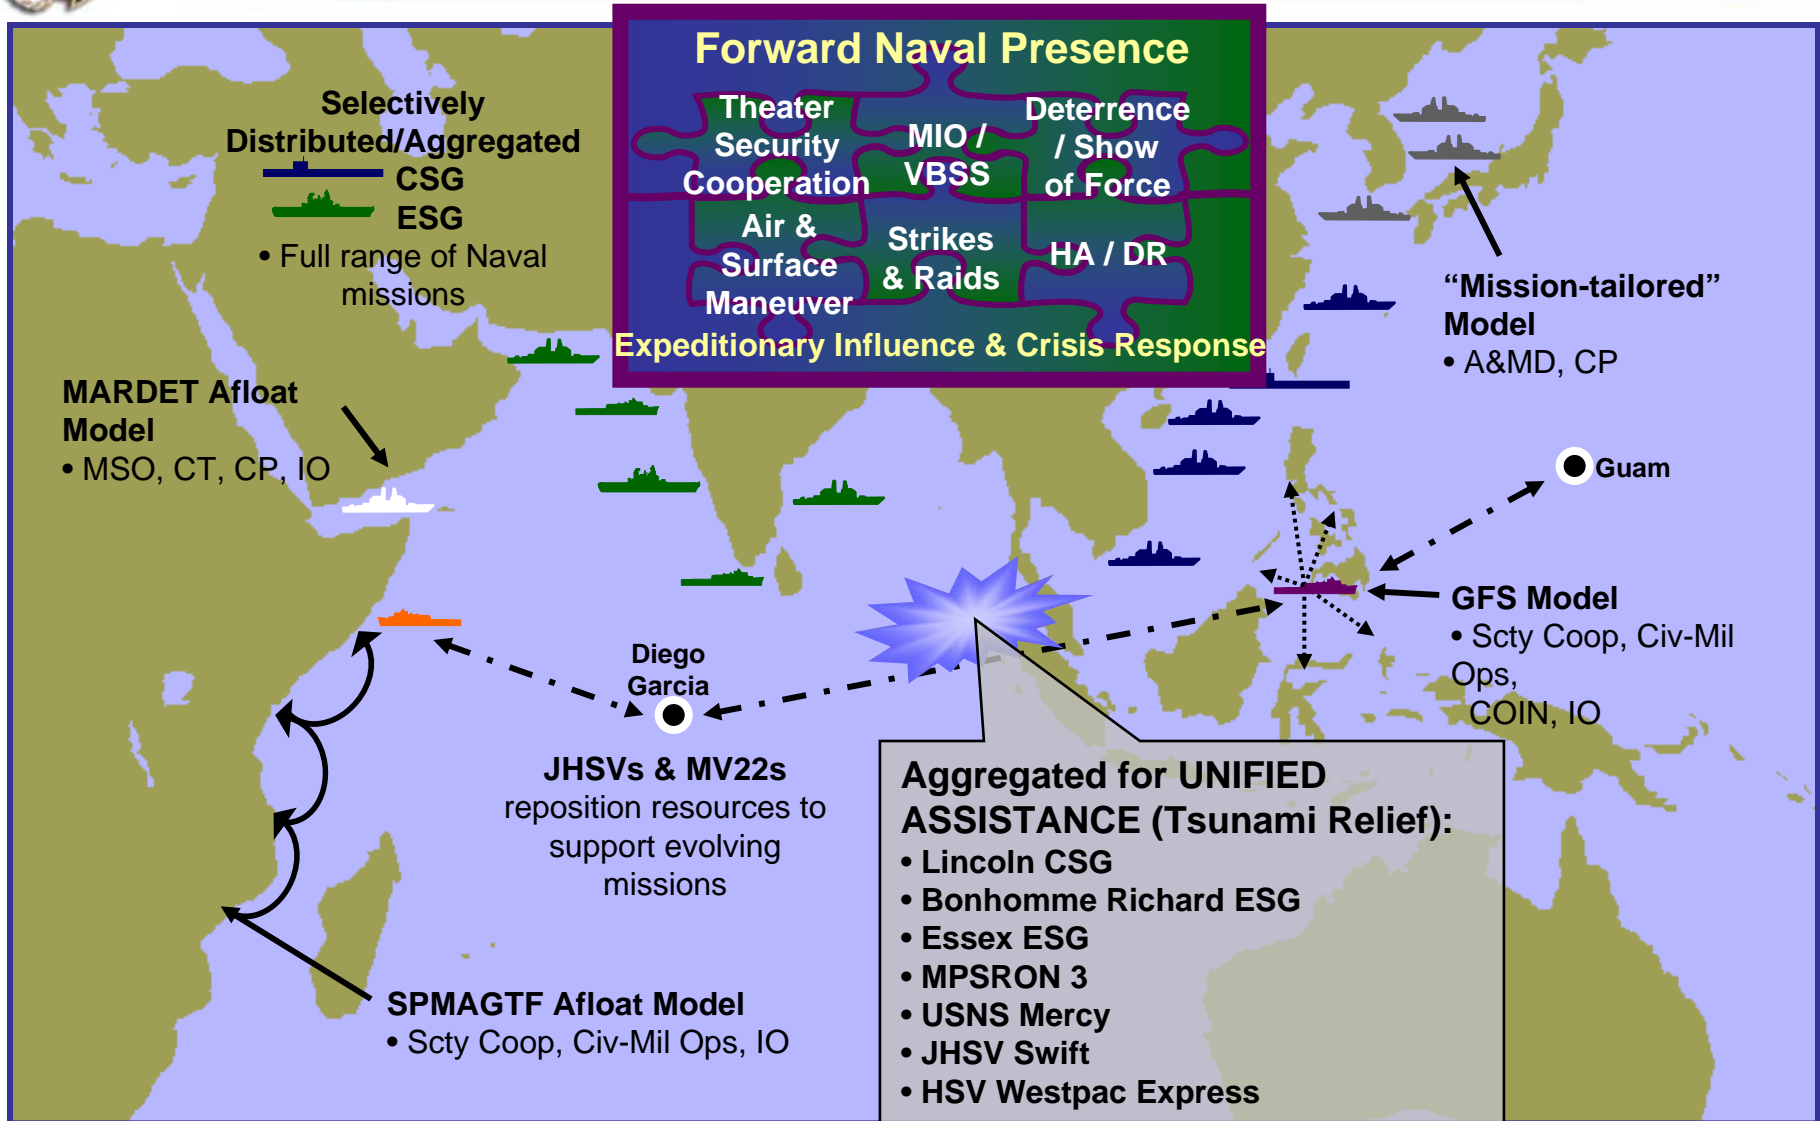 Forward Naval Presence
Theater
Security
Cooperation
MIO /
VBSS
Deterrence
/ Show
of Force
Air &
Surface
Maneuver
Strikes
& Raids
HA / DR
Expeditionary Influence & Crisis Response
Selectively
Distributed/Aggregated
CSG
ESG
• Full range of Naval
missions
MARDET Afloat
Model
• MSO, CT, CP, IO
“Mission-tailored”
Model
• A&MD, CP
Guam
GFS Model
• Scty Coop, Civ-Mil
Ops,
COIN, IO
Diego
Garcia
JHSVs & MV22s
reposition resources to
support evolving
missions
Aggregated for UNIFIED
ASSISTANCE (Tsunami Relief):
• Lincoln CSG
• Bonhomme Richard ESG
• Essex ESG
• MPSRON 3
• USNS Mercy
• JHSV Swift
• HSV Westpac Express
SPMAGTF Afloat Model
• Scty Coop, Civ-Mil Ops, IO